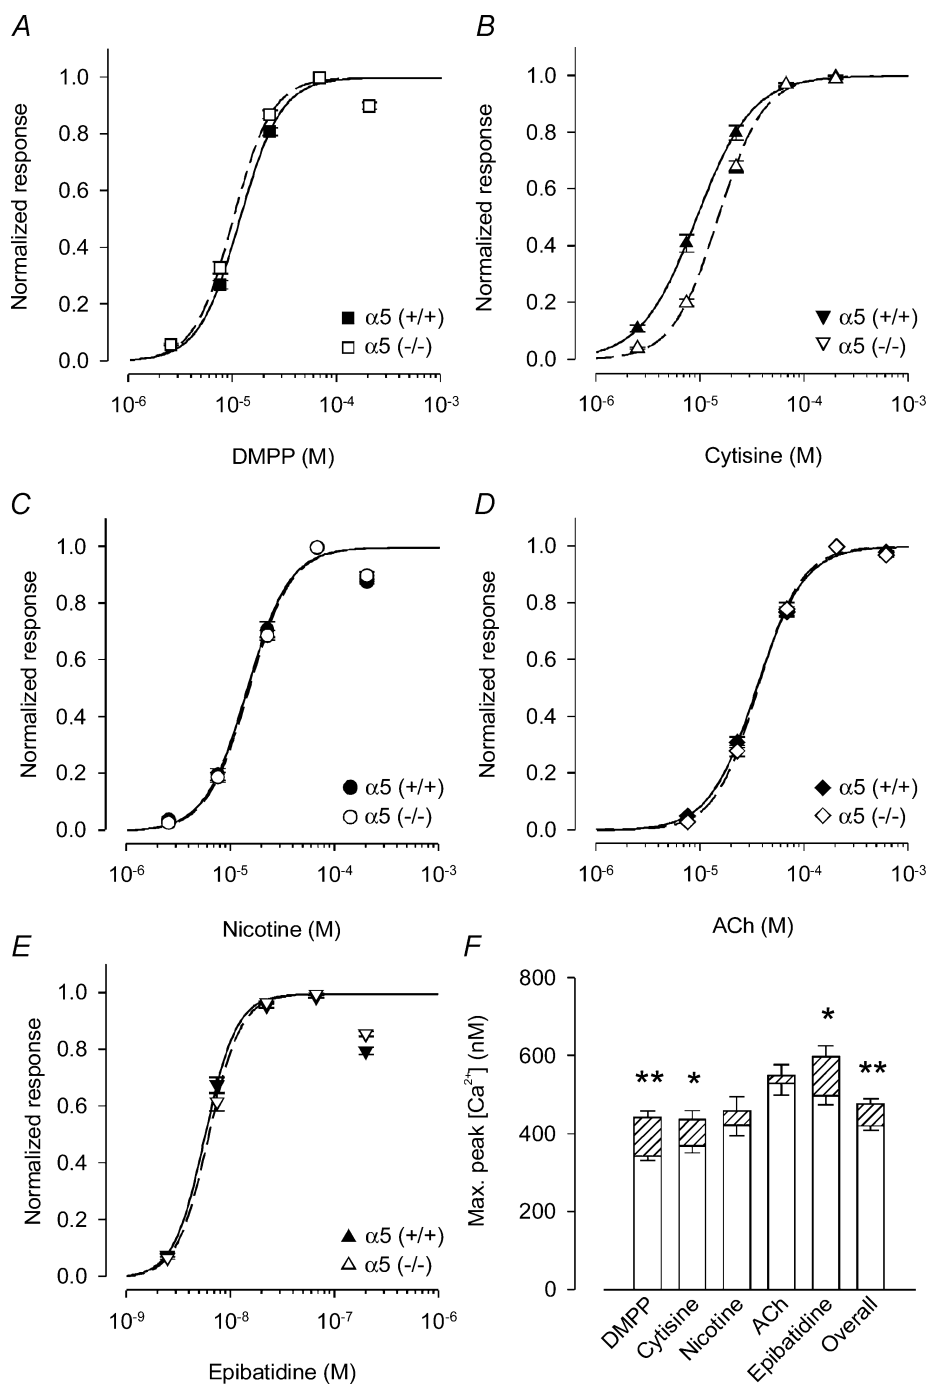 A
Normalized response
1.0
0.8
0.6
0.4
0.2
0.0
α5 (+/+)
α5 (-/-)
10-6
10-5
10-4
10-3
DMPP (M)
B
Normalized response
1.0
0.8
0.6
0.4
0.2
0.0
α5 (+/+)
α5 (-/-)
10-6
10-5
10-4
10-3
Cytisine (M)
C
Normalized response
1.0
0.8
0.6
0.4
0.2
0.0
α5 (+/+)
α5 (-/-)
10-6
10-5
10-4
10-3
Nicotine (M)
D
Normalized response
1.0
0.8
0.6
0.4
0.2
0.0
α5 (+/+)
α5 (-/-)
10-6
10-5
10-4
10-3
ACh (M)
E
Normalized response
1.0
0.8
0.6
0.4
0.2
0.0
α5 (+/+)
α5 (-/-)
10-9
10-8
10-7
10-6
Epibatidine (M)
F
Max. peak [Ca2+] (nM)
800
600
400
200
0
**
*
*
**
DMPP
Cytisine
Nicotine
ACh
Epibatidine
Overall